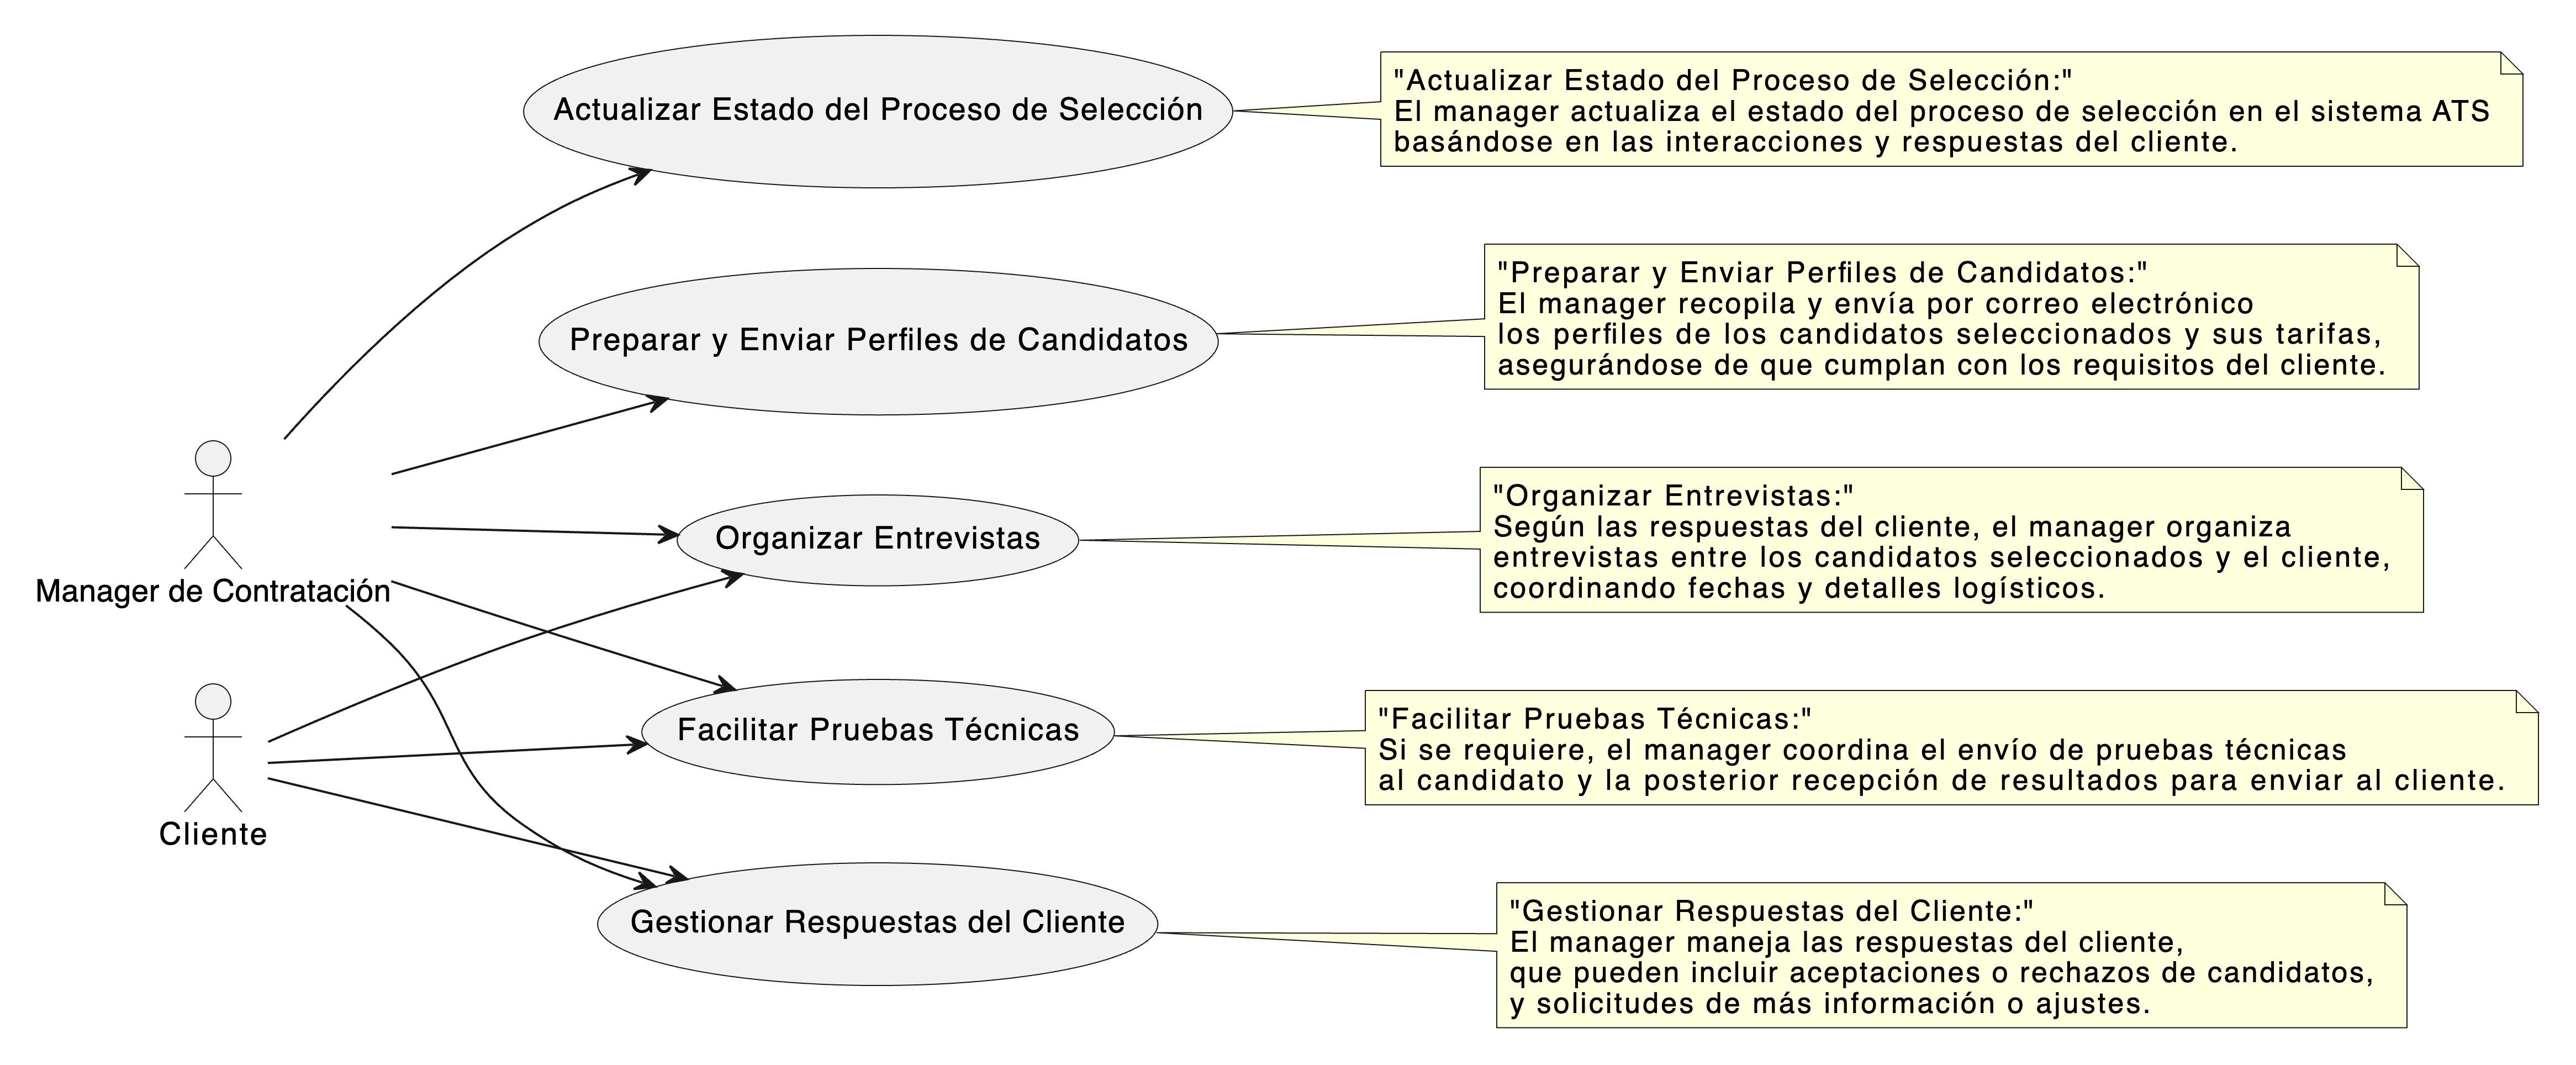 Actualizar Estado del Proceso de Selección
"Actualizar Estado del Proceso de Selección:"
El manager actualiza el estado del proceso de selección en el sistema ATS
basándose en las interacciones y respuestas del cliente.
Preparar y Enviar Perfiles de Candidatos
"Preparar y Enviar Perfiles de Candidatos:"
El manager recopila y envía por correo electrónico
los perfiles de los candidatos seleccionados y sus tarifas,
asegurándose de que cumplan con los requisitos del cliente.
Manager de Contratación
Organizar Entrevistas
"Organizar Entrevistas:"
Según las respuestas del cliente, el manager organiza
entrevistas entre los candidatos seleccionados y el cliente,
coordinando fechas y detalles logísticos.
Cliente
Facilitar Pruebas Técnicas
"Facilitar Pruebas Técnicas:"
Si se requiere, el manager coordina el envío de pruebas técnicas
al candidato y la posterior recepción de resultados para enviar al cliente.
Gestionar Respuestas del Cliente
"Gestionar Respuestas del Cliente:"
El manager maneja las respuestas del cliente,
que pueden incluir aceptaciones o rechazos de candidatos,
y solicitudes de más información o ajustes.